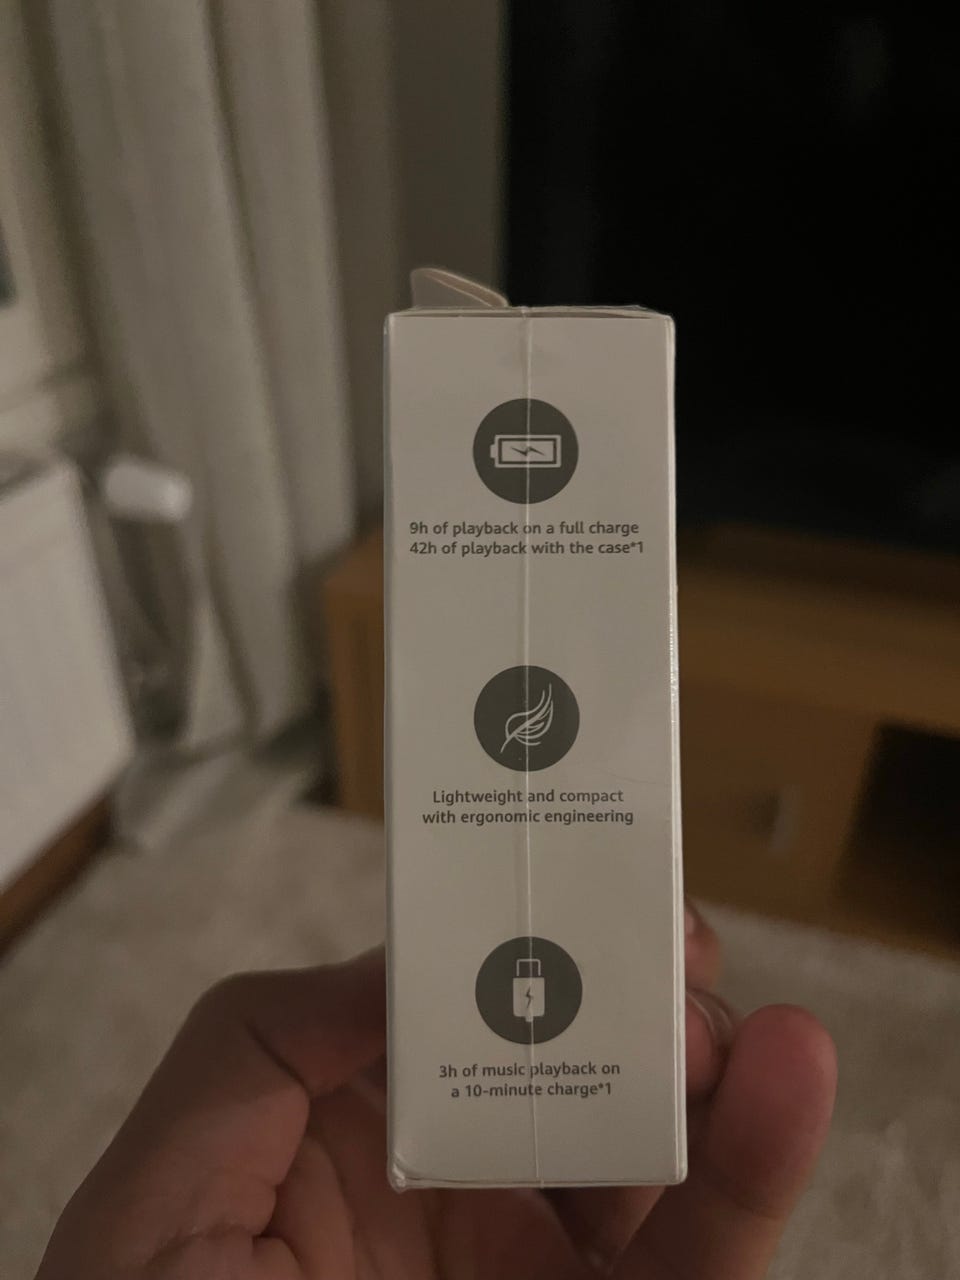 9h of playback on a full charge
42h of playback with the case*1
Lightweight and compact
with ergonomic engineering
3h of music playback on
a 10-minute charge*1